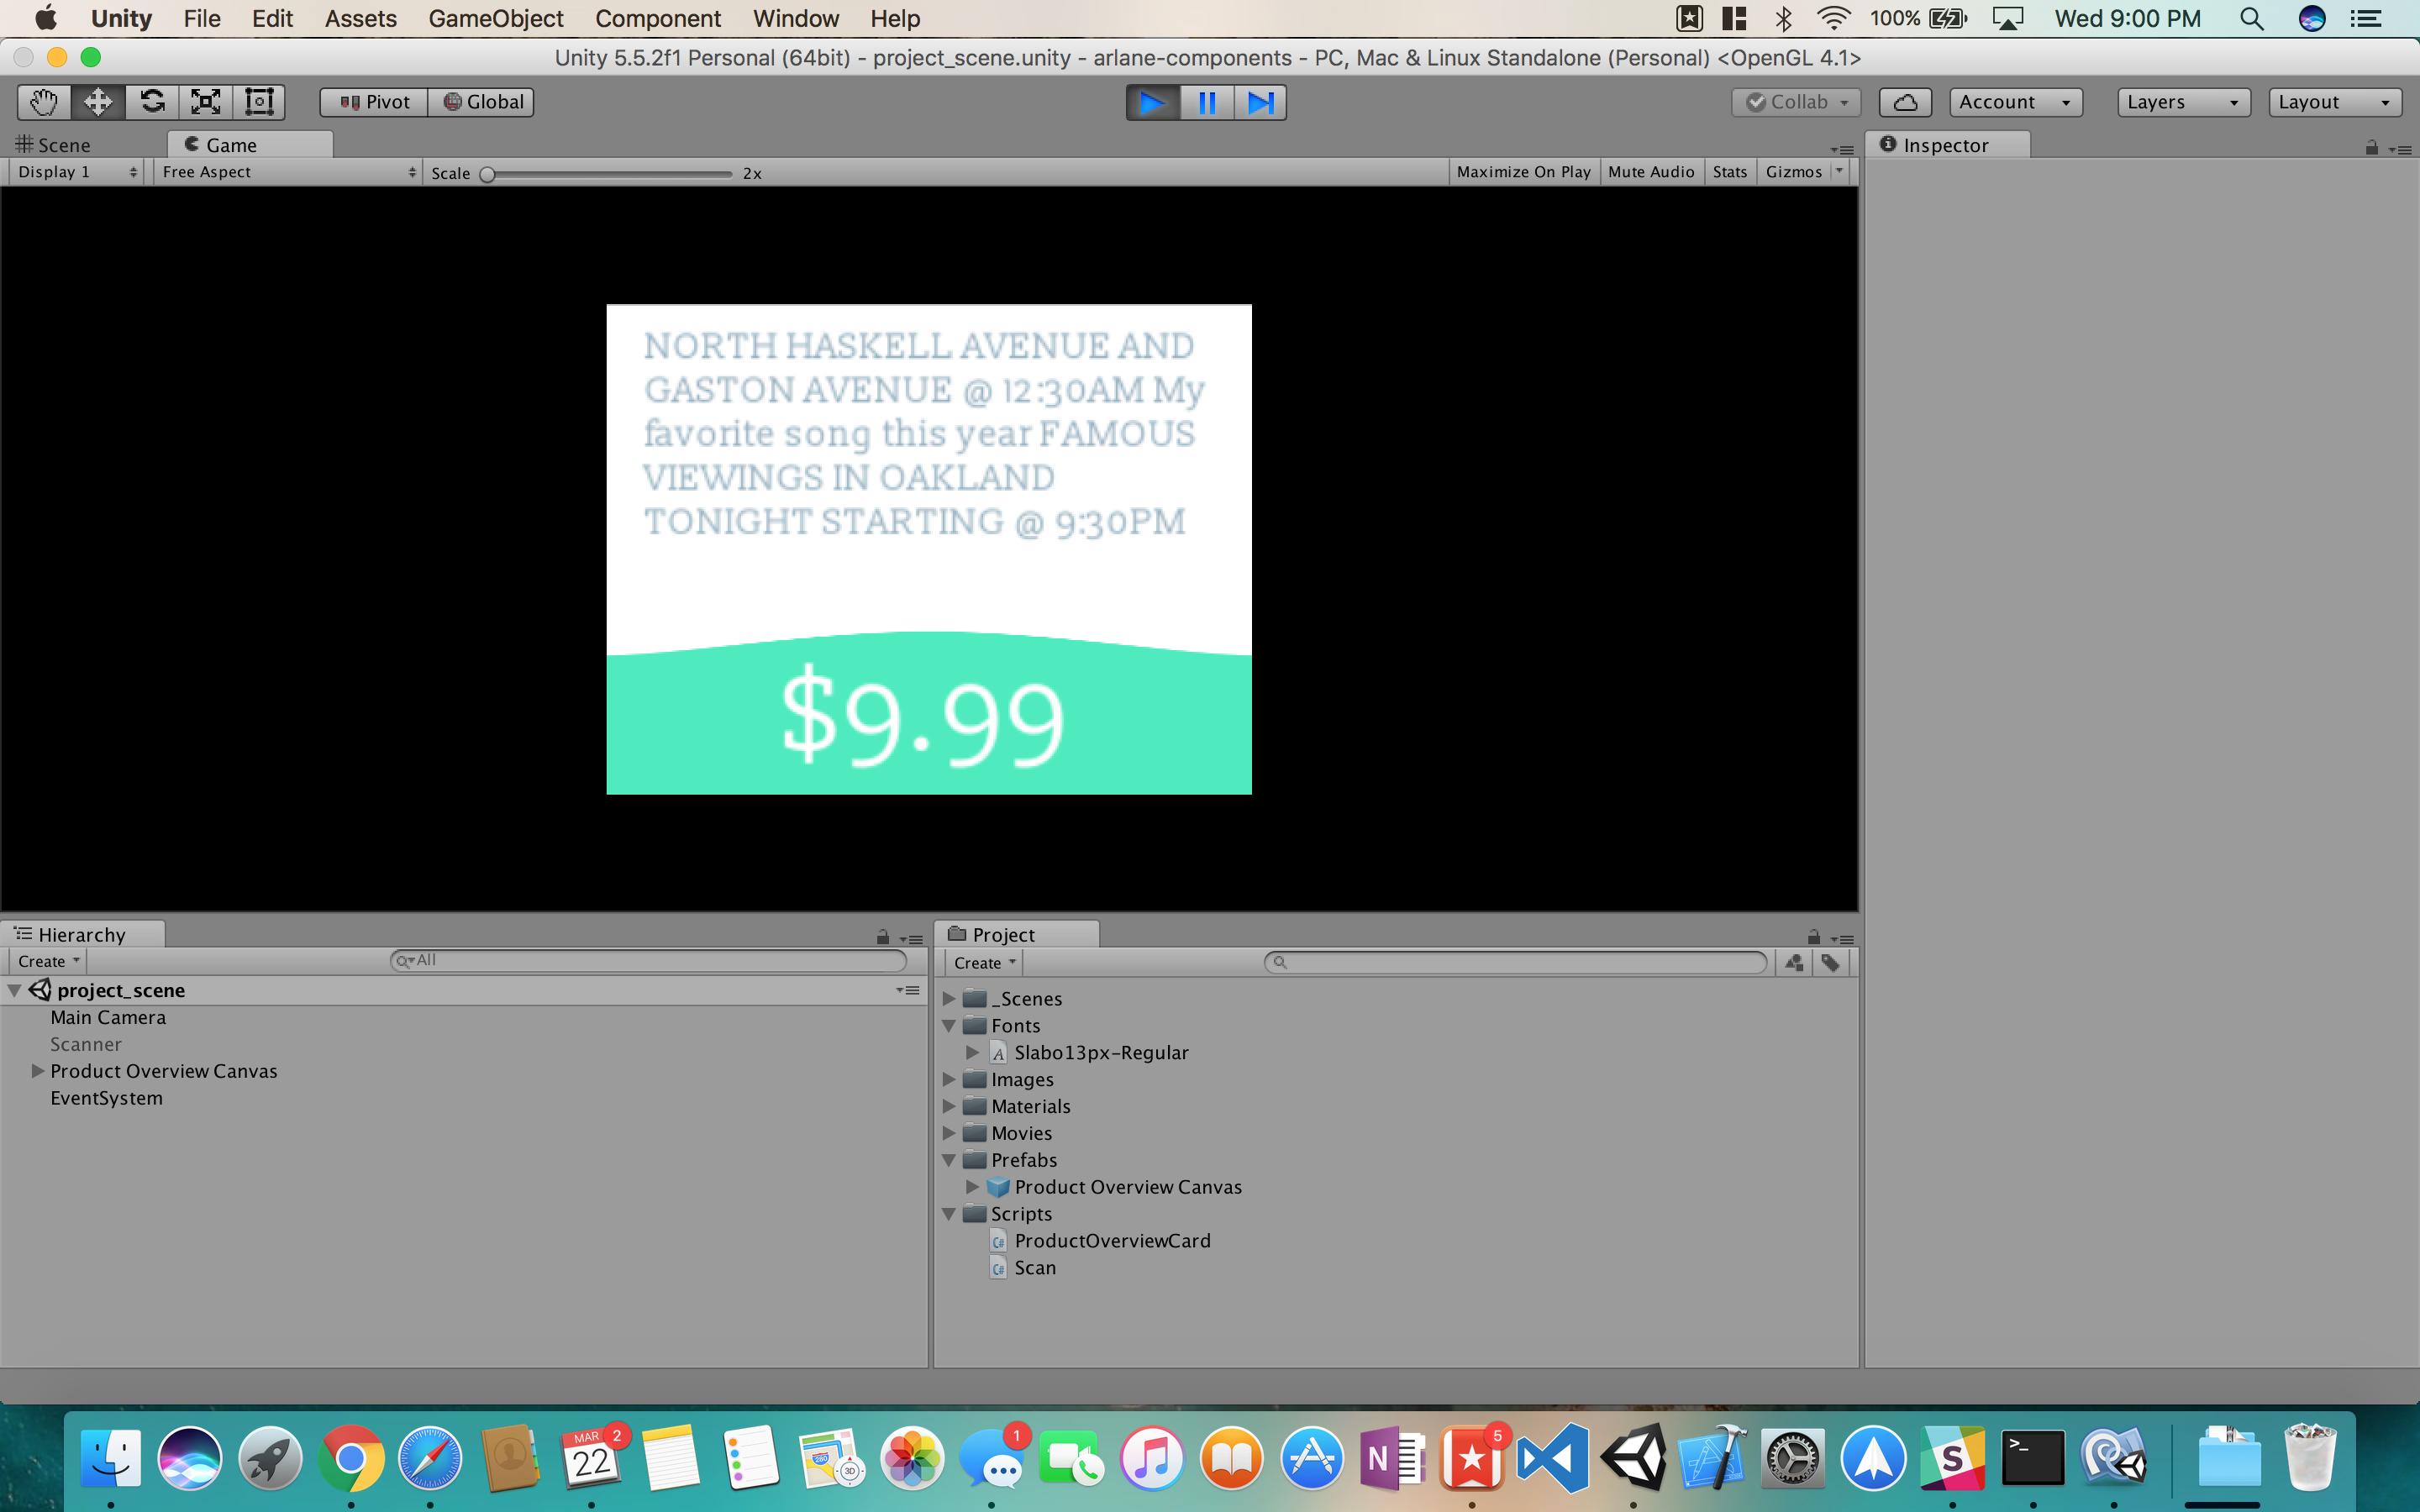 Unity File Edit Assets GameObject Component Window Help 100% Wed 9:00 PM
Unity 5.5.2f1 Personal (64bit) - project_scene.unity - arlane-components - PC, Mac & Linux Standalone (Personal) <OpenGL 4.1>
Pivot Global Collab Account Layers Layout
Scene Game Inspector
Display 1 Free Aspect Scale 2x Maximize On Play Mute Audio Stats Gizmos
NORTH HASKELL AVENUE AND
GASTON AVENUE @ 12:30AM My
favorite song this year FAMOUS
VIEWINGS IN OAKLAND
TONIGHT STARTING @ 9:30PM
$9.99
Hierarchy
Create All
project_scene
Main Camera
Scanner
Product Overview Canvas
EventSystem
Project
Create
_Scenes
Fonts
Slabo13px-Regular
Images
Materials
Movies
Prefabs
Product Overview Canvas
Scripts
C# ProductOverviewCard
C# Scan
MAR 2 1 5
22 280 3D N S >_